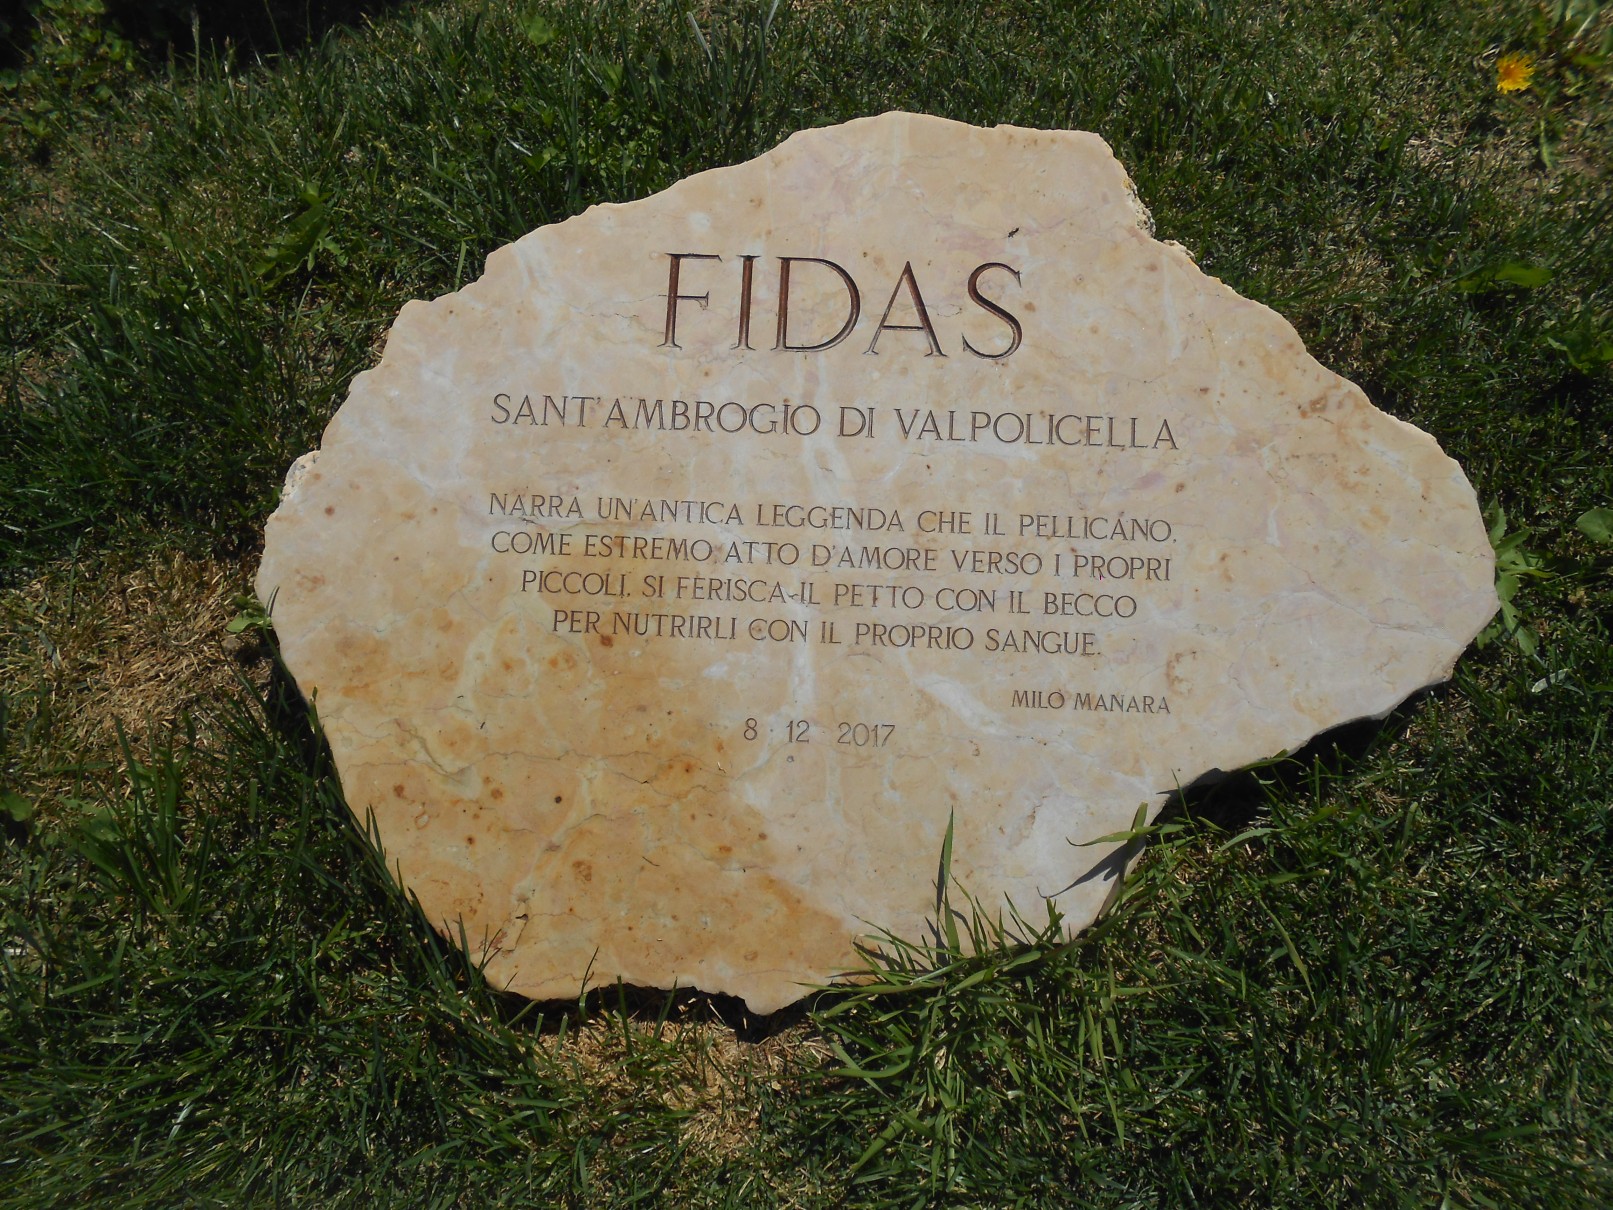 FIDAS
SANT'AMBROGIO DI VALPOLICELLA
NARRA UN'ANTICA LEGGENDA CHE IL PELLICANO,
COME ESTREMO ATTO D'AMORE VERSO I PROPRI
PICCOLI, SI FERISCA IL PETTO CON IL BECCO
PER NUTRIRLI CON IL PROPRIO SANGUE.
MILO MANARA
8 · 12 2017